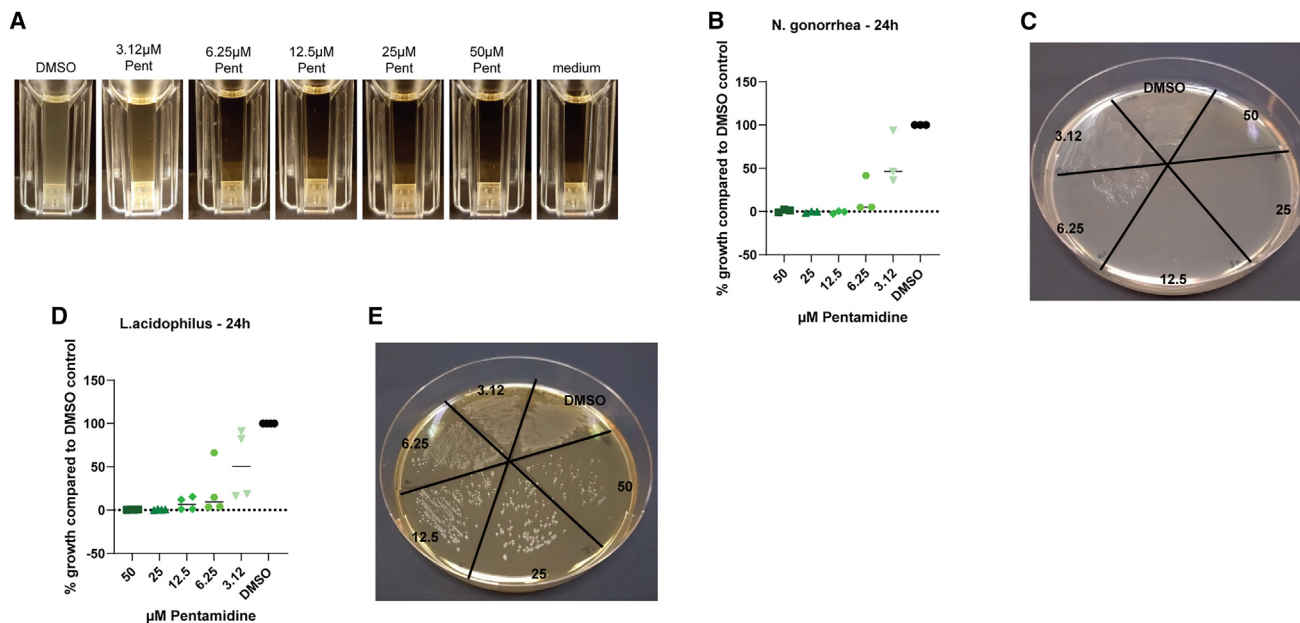 A
DMSO
3.12µM
Pent
6.25µM
Pent
12.5µM
Pent
25µM
Pent
50µM
Pent
medium
B
N. gonorrhea - 24h
% growth compared to DMSO control
150
100
50
0
-50
50
25
12.5
6.25
3.12
DMSO
µM Pentamidine
C
DMSO
50
3.12
25
6.25
12.5
D
L.acidophilus - 24h
% growth compared to DMSO control
150
100
50
0
-50
50
25
12.5
6.25
3.12
DMSO
µM Pentamidine
E
3.12
DMSO
6.25
50
12.5
25